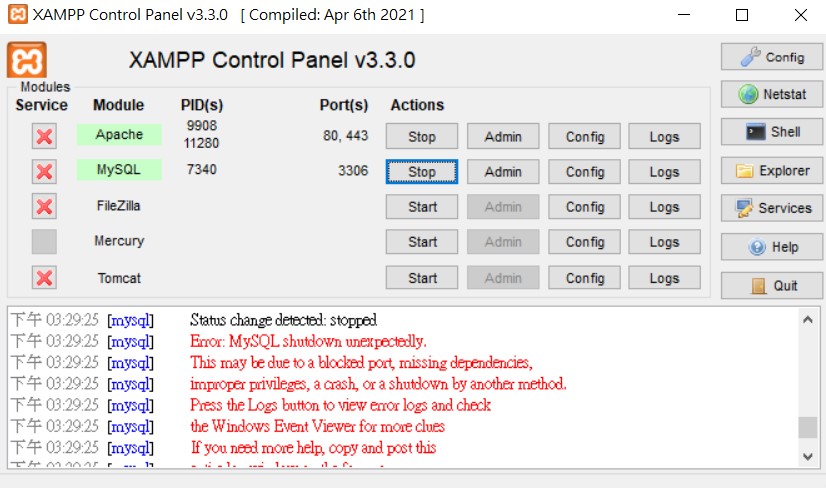 XAMPP Control Panel v3.3.0 [ Compiled: Apr 6th 2021 ]
XAMPP Control Panel v3.3.0
Config
Netstat
Shell
Explorer
Services
Help
Quit
Modules
Service Module PID(s) Port(s) Actions
Apache 9908 11280 80, 443 Stop Admin Config Logs
MySQL 7340 3306 Stop Admin Config Logs
FileZilla Start Admin Config Logs
Mercury Start Admin Config Logs
Tomcat Start Admin Config Logs
下午 03:29:25 [mysql] Status change detected: stopped
下午 03:29:25 [mysql] Error: MySQL shutdown unexpectedly.
下午 03:29:25 [mysql] This may be due to a blocked port, missing dependencies,
下午 03:29:25 [mysql] improper privileges, a crash, or a shutdown by another method.
下午 03:29:25 [mysql] Press the Logs button to view error logs and check
下午 03:29:25 [mysql] the Windows Event Viewer for more clues
下午 03:29:25 [mysql] If you need more help, copy and post this
下午 03:29:25 [mysql]